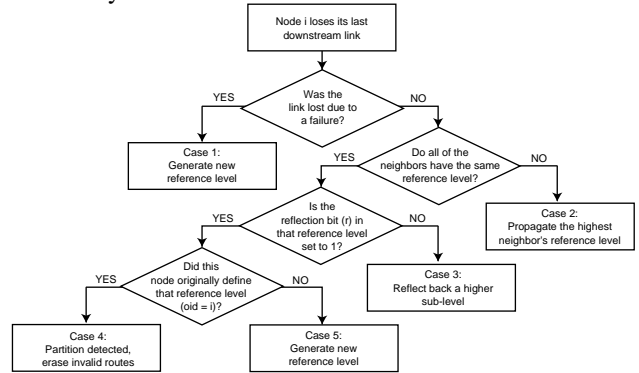 Node i loses its last
downstream link
Was the
link lost due to
a failure?
YES
NO
Case 1:
Generate new
reference level
Do all of the
neighbors have the same
reference level?
YES
NO
Case 2:
Propagate the highest
neighbor's reference level
Is the
reflection bit (r) in
that reference level
set to 1?
YES
NO
Case 3:
Reflect back a higher
sub-level
Did this
node originally define
that reference level
(oid = i)?
YES
NO
Case 4:
Partition detected,
erase invalid routes
Case 5:
Generate new
reference level